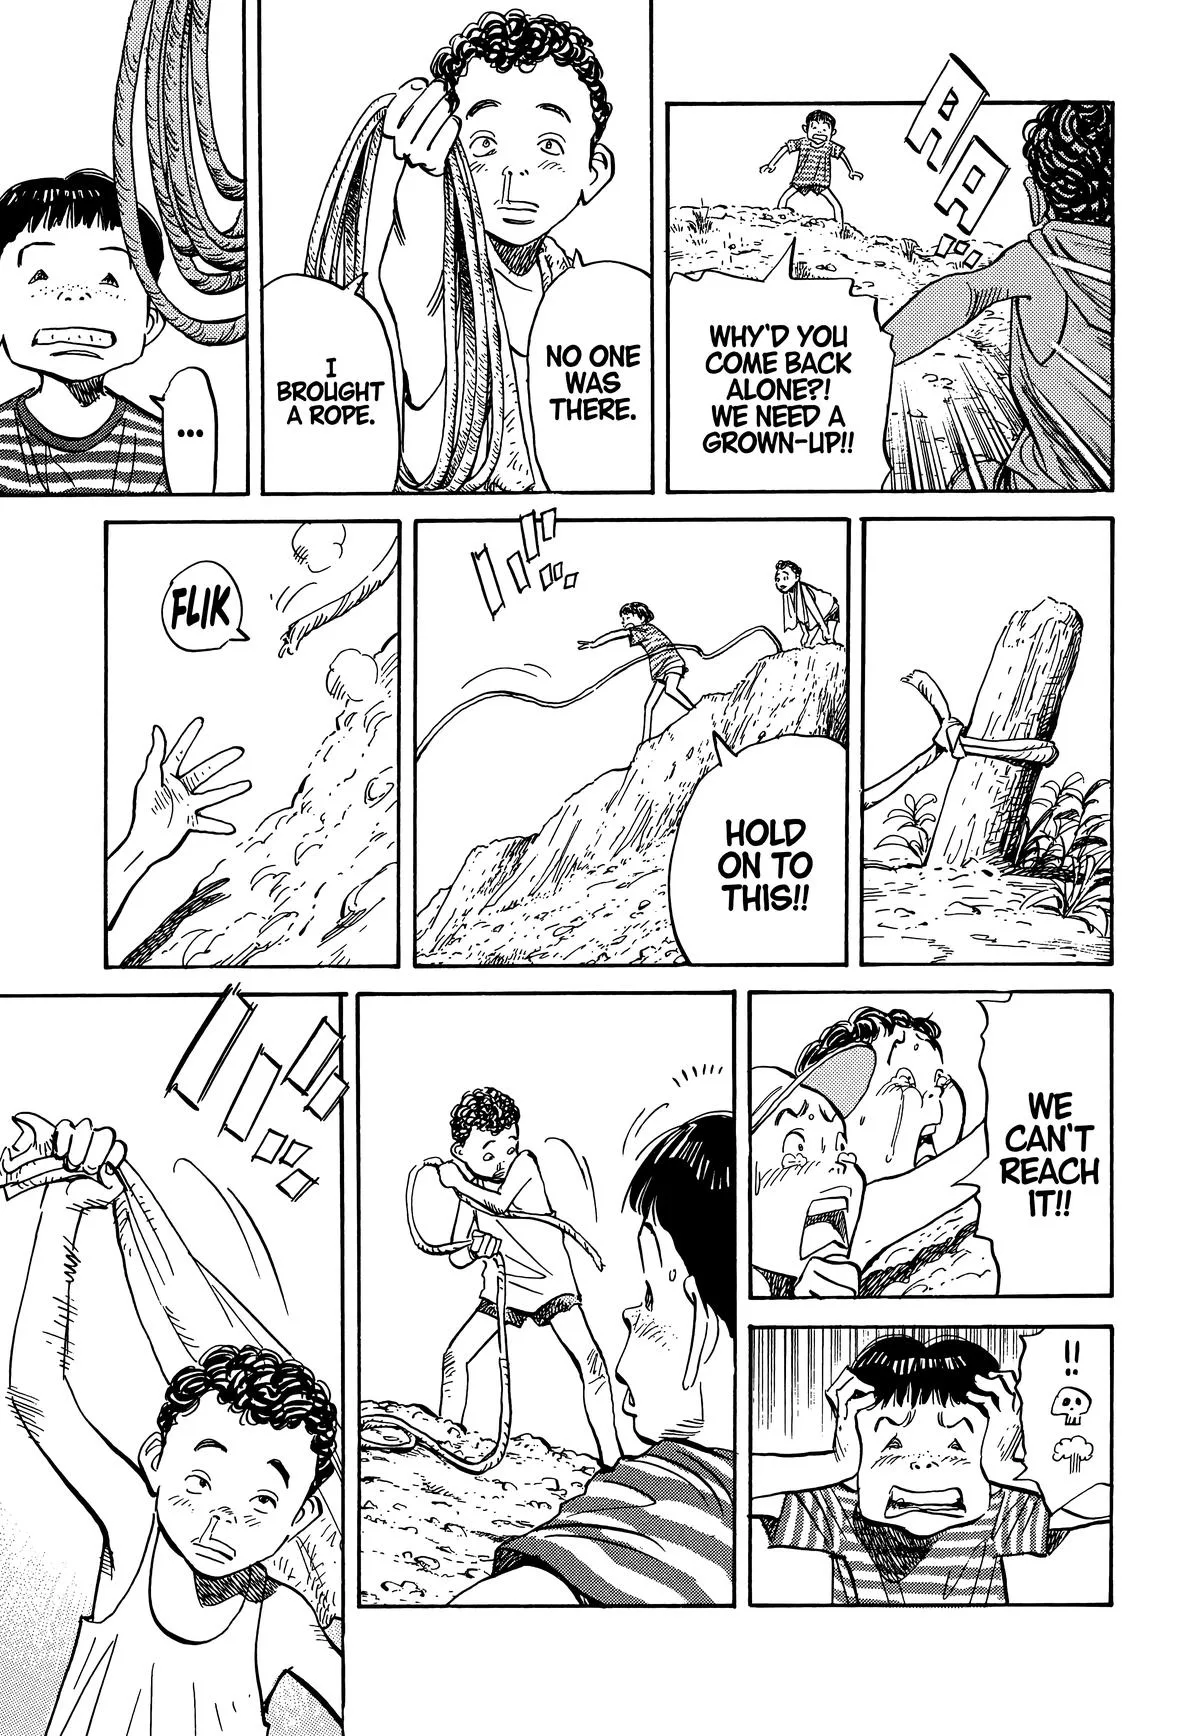 WHY'D YOU
COME BACK
ALONE?!
WE NEED A
GROWN-UP!!
NO ONE
WAS
THERE.
I
BROUGHT
A ROPE.
...
HOLD
ON TO
THIS!!
FLIK
WE
CAN'T
REACH
IT!!
!!